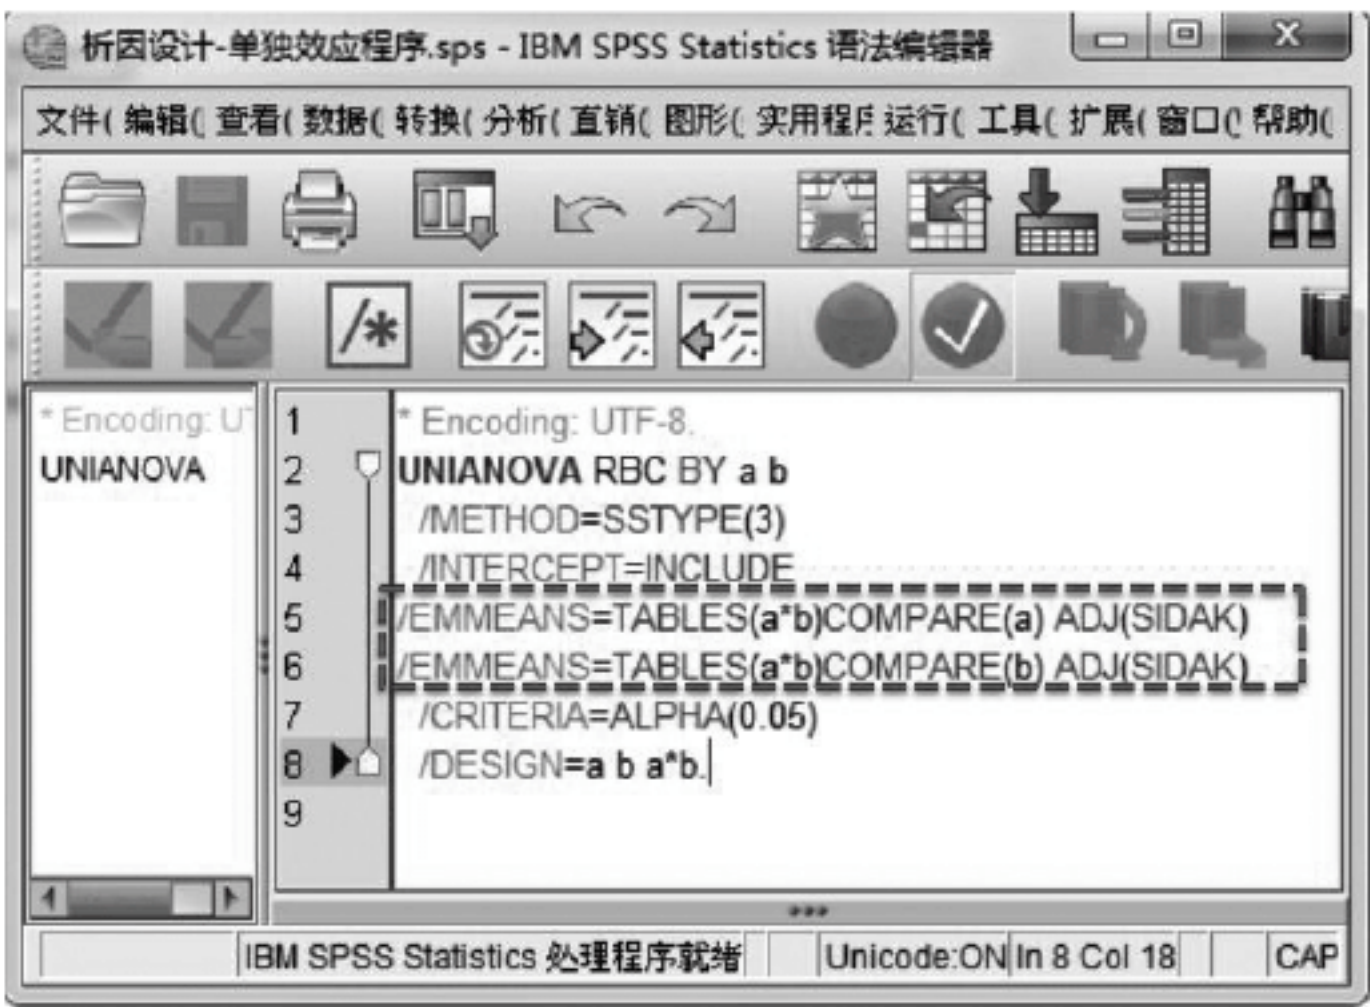 析因设计-单独效应程序.sps - IBM SPSS Statistics 语法编辑器
文件( 编辑( 查看( 数据( 转换( 分析( 直销( 图形( 实用程序 运行( 工具( 扩展( 窗口( 帮助(
/*
* Encoding: UT
UNIANOVA
1 * Encoding: UTF-8.
2 UNIANOVA RBC BY a b
3 /METHOD=SSTYPE(3)
4 /INTERCEPT=INCLUDE
5 /EMMEANS=TABLES(a*b)COMPARE(a) ADJ(SIDAK)
6 /EMMEANS=TABLES(a*b)COMPARE(b) ADJ(SIDAK)
7 /CRITERIA=ALPHA(0.05)
8 /DESIGN=a b a*b.
9
IBM SPSS Statistics 处理程序就绪 Unicode:ON In 8 Col 18 CAP